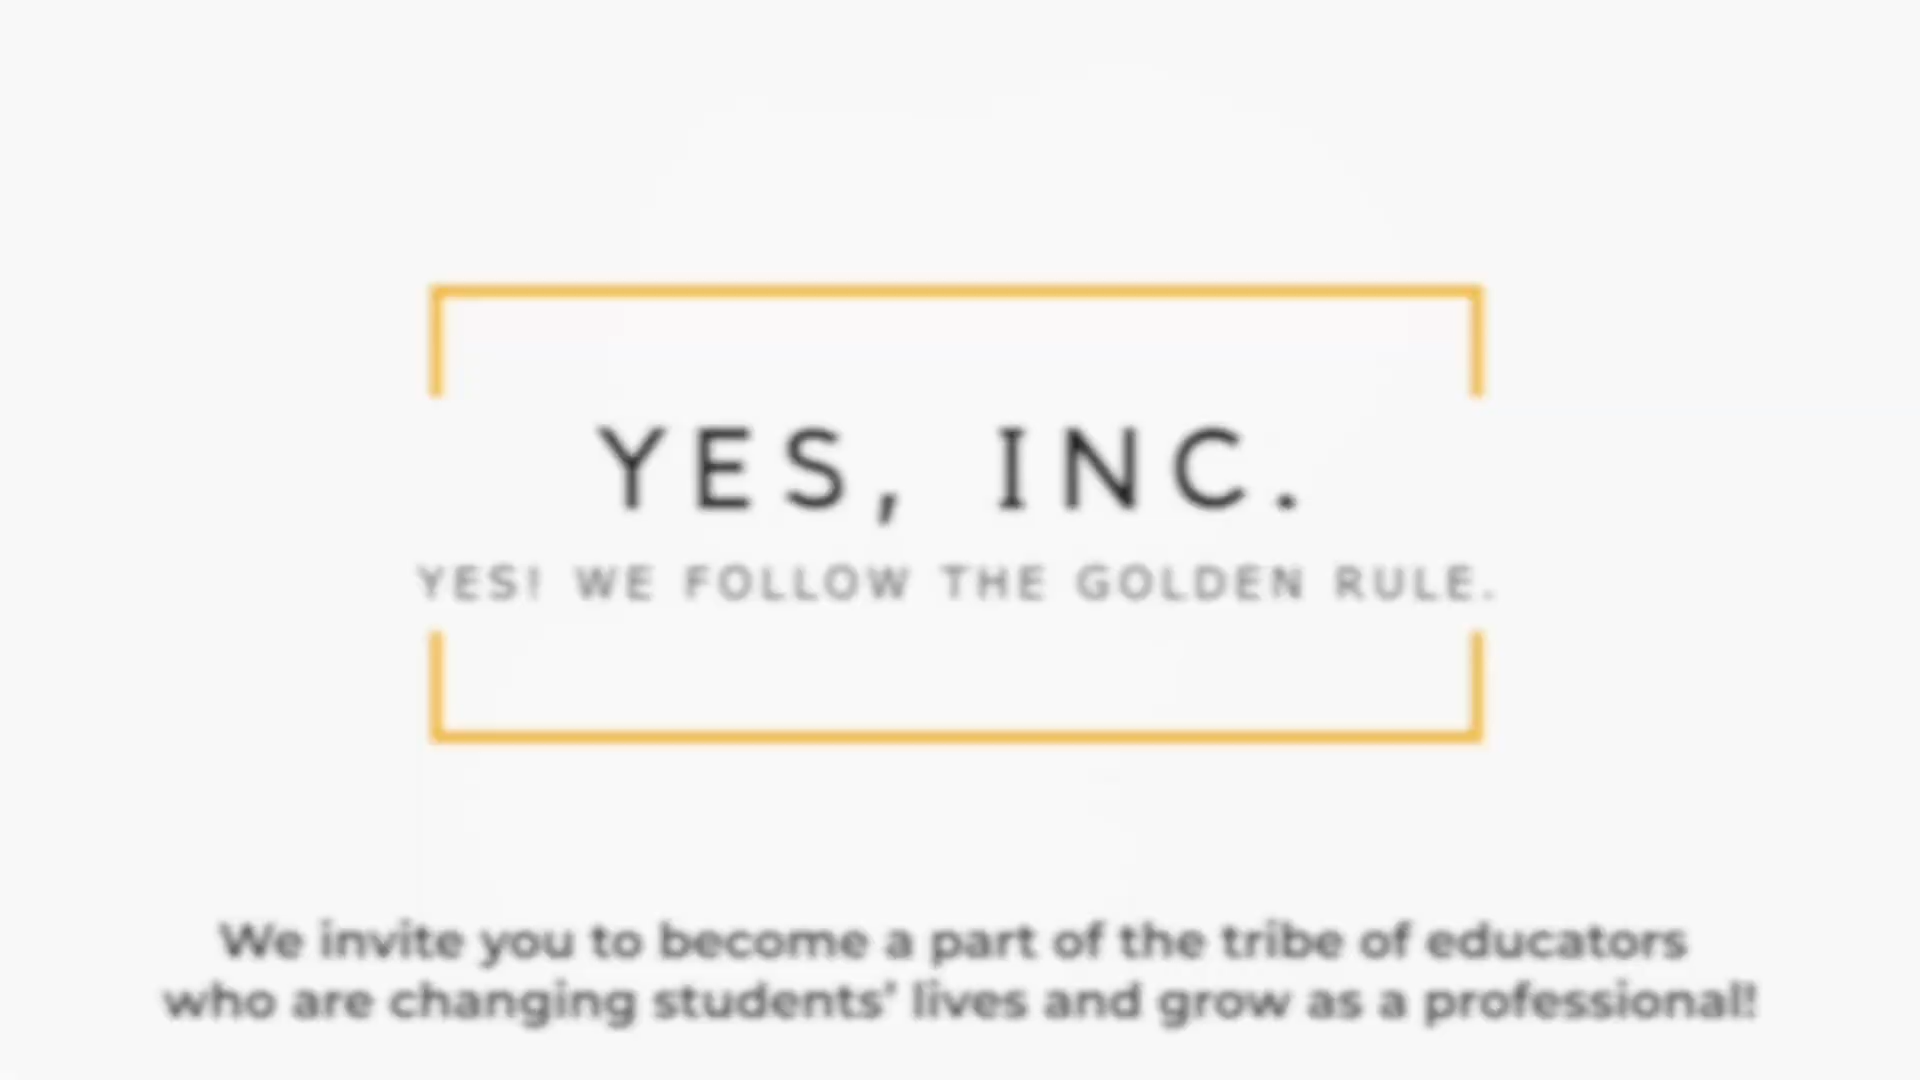 YES, INC.
YES! WE FOLLOW THE GOLDEN RULE.
We invite you to become a part of the tribe of educators
who are changing students' lives and grow as a professional!